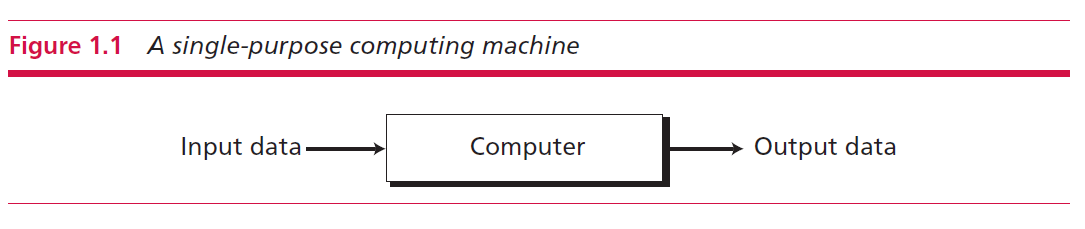 Figure 1.1 A single-purpose computing machine
Input data Computer Output data